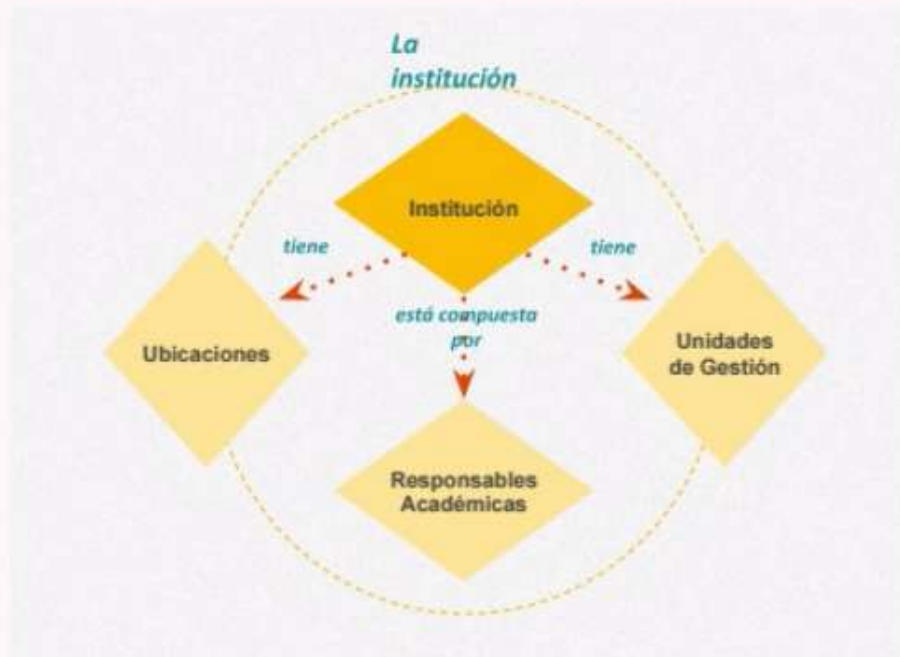 La
institución
Institución
tiene
tiene
está compuesta
por
Ubicaciones
Unidades
de Gestión
Responsables
Académicas